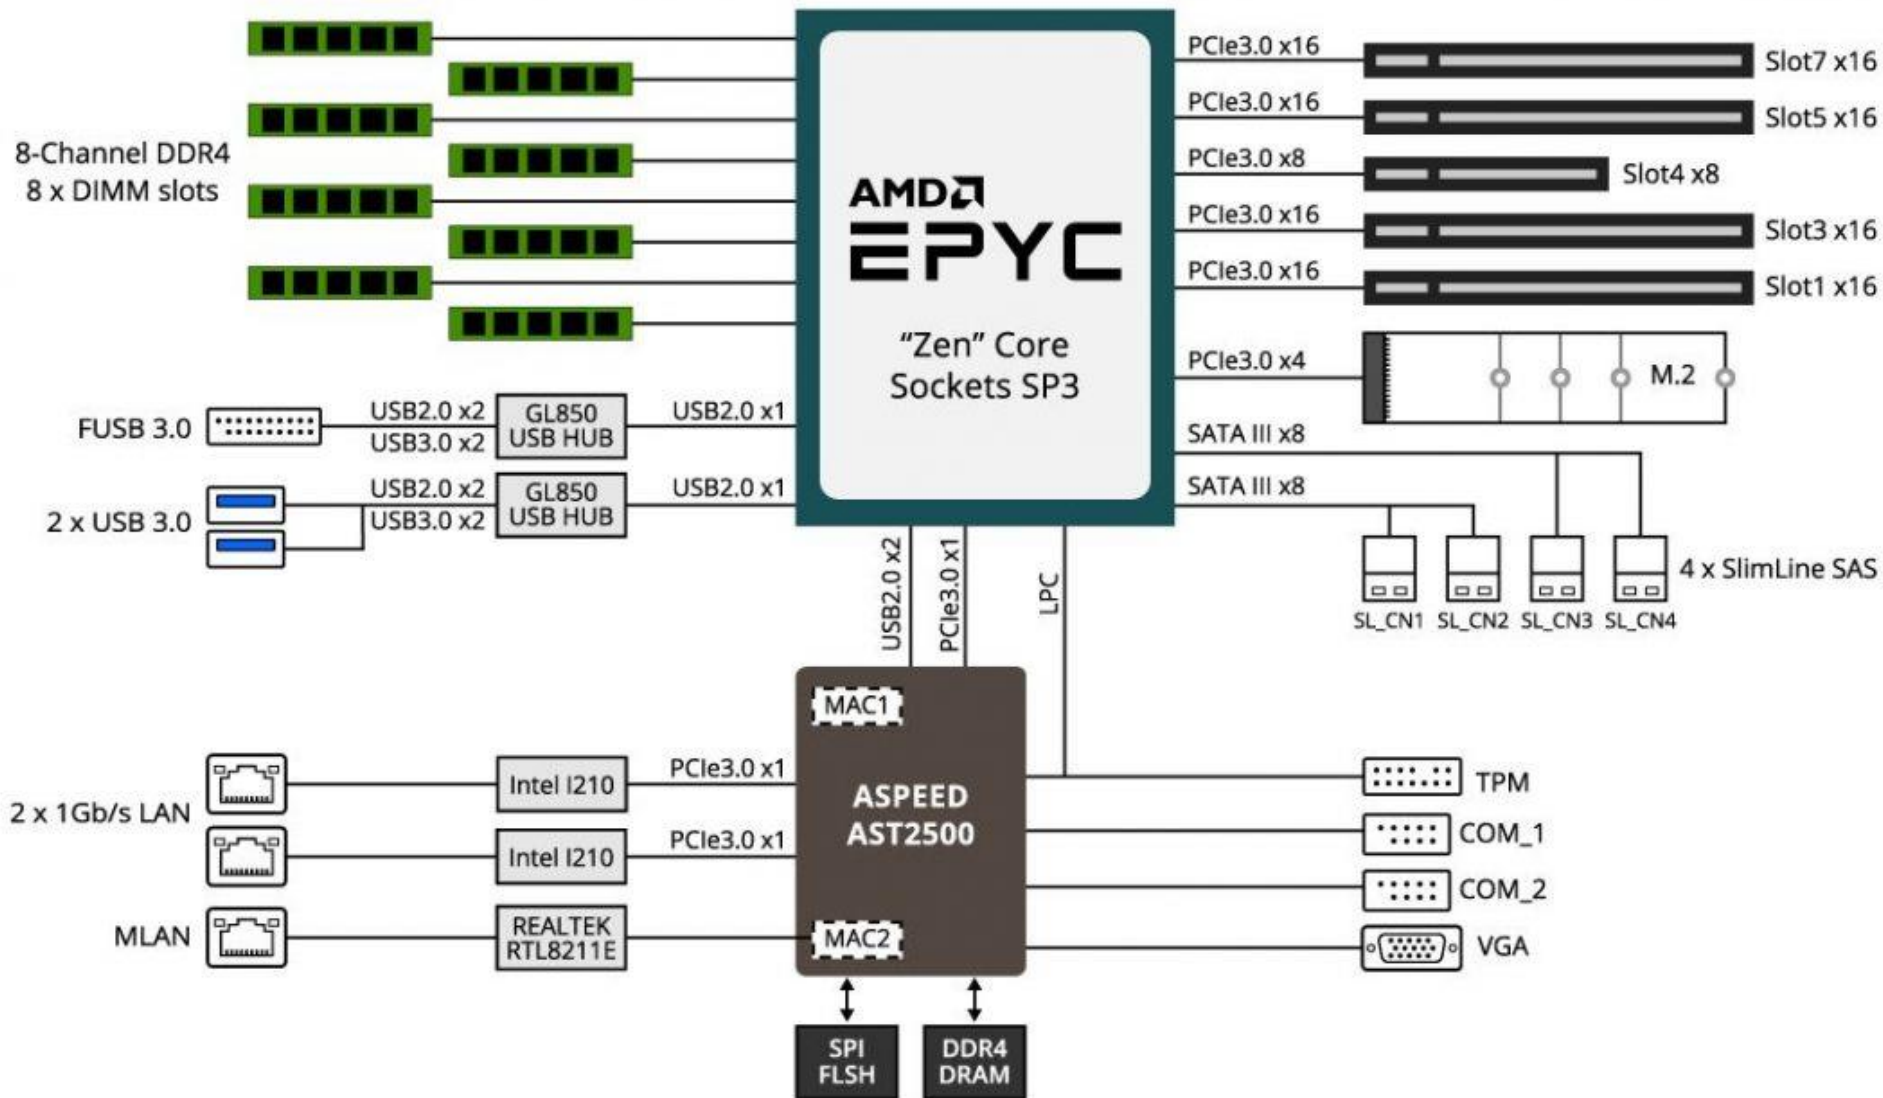 8-Channel DDR4
8 x DIMM slots
AMD
EPYC
“Zen” Core
Sockets SP3
PCIe3.0 x16
Slot7 x16
PCIe3.0 x16
Slot5 x16
PCIe3.0 x8
Slot4 x8
PCIe3.0 x16
Slot3 x16
PCIe3.0 x16
Slot1 x16
PCIe3.0 x4
M.2
SATA III x8
SATA III x8
4 x SlimLine SAS
SL_CN1
SL_CN2
SL_CN3
SL_CN4
FUSB 3.0
USB2.0 x2
USB3.0 x2
GL850
USB HUB
USB2.0 x1
2 x USB 3.0
USB2.0 x2
USB3.0 x2
GL850
USB HUB
USB2.0 x1
USB2.0 x2
PCIe3.0 x1
LPC
MAC1
ASPEED
AST2500
MAC2
2 x 1Gb/s LAN
Intel I210
PCIe3.0 x1
Intel I210
PCIe3.0 x1
MLAN
REALTEK
RTL8211E
TPM
COM_1
COM_2
VGA
SPI
FLSH
DDR4
DRAM